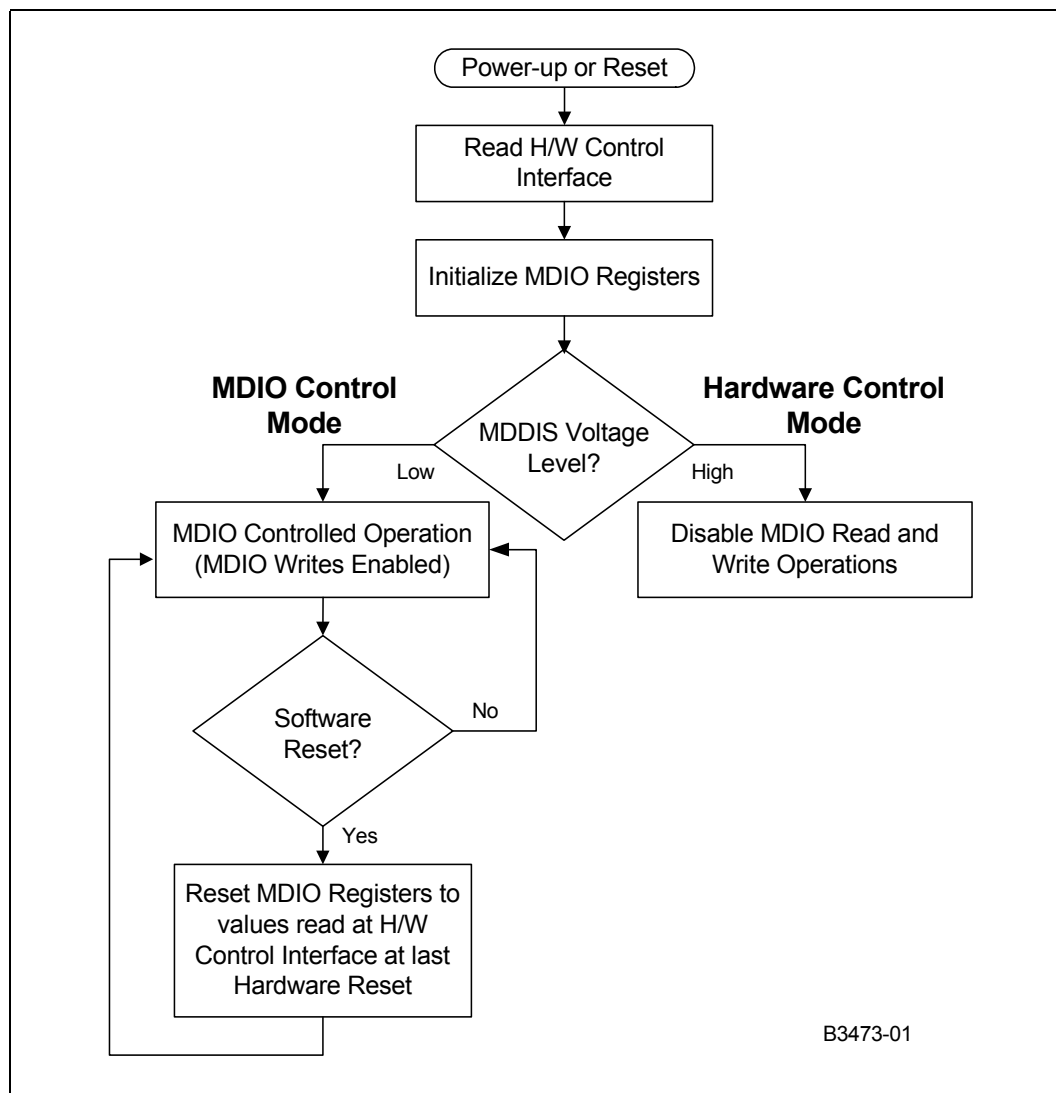 Power-up or Reset
Read H/W Control
Interface
Initialize MDIO Registers
MDIO Control
Mode
Hardware Control
Mode
MDDIS Voltage
Level?
Low
High
MDIO Controlled Operation
(MDIO Writes Enabled)
Disable MDIO Read and
Write Operations
Software
Reset?
No
Yes
Reset MDIO Registers to
values read at H/W
Control Interface at last
Hardware Reset
B3473-01